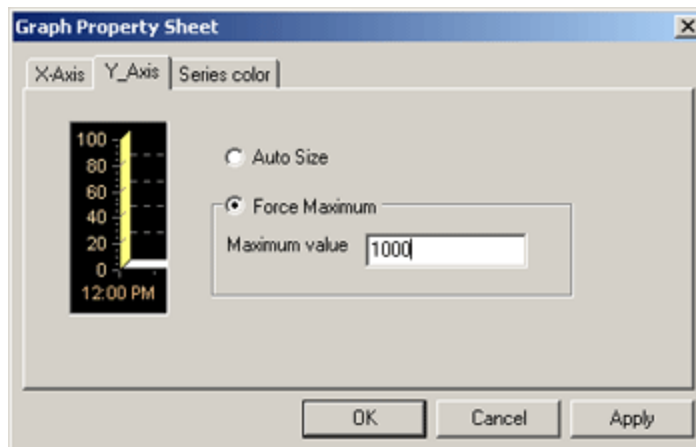 Graph Property Sheet
X-Axis Y_Axis Series color
100
80
60
40
20
0
12:00 PM
Auto Size
Force Maximum
Maximum value 1000
OK Cancel Apply